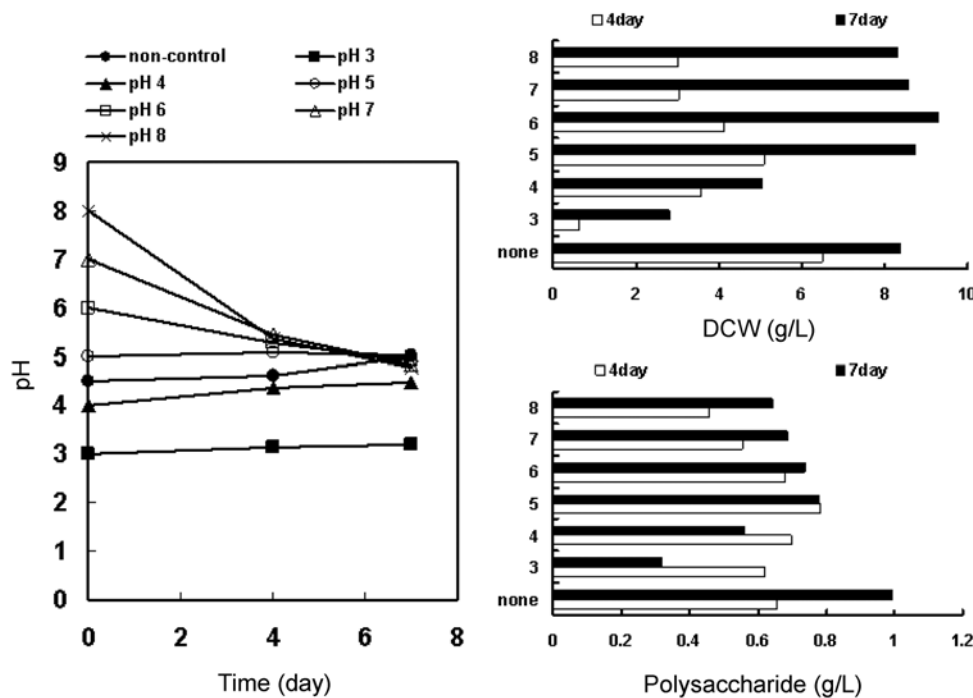 non-control
pH 3
pH 4
pH 5
pH 6
pH 7
pH 8
9
8
7
6
5
4
3
2
1
0
0 2 4 6 8
pH
Time (day)
4day 7day
8
7
6
5
4
3
none
0 2 4 6 8 10
DCW (g/L)
4day 7day
8
7
6
5
4
3
none
0 0.2 0.4 0.6 0.8 1 1.2
Polysaccharide (g/L)